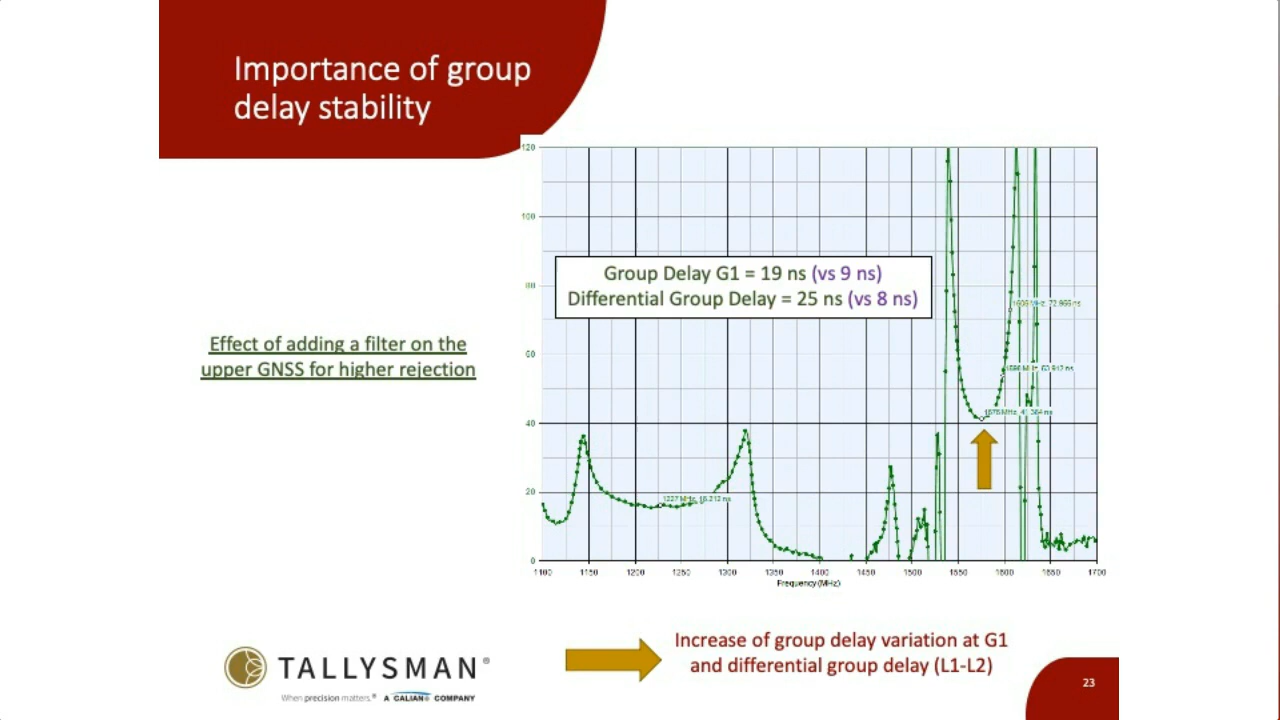 Importance of group
delay stability
120
100
80
60
40
20
0
Group Delay G1 = 19 ns (vs 9 ns)
Differential Group Delay = 25 ns (vs 8 ns)
Effect of adding a filter on the
upper GNSS for higher rejection
1227 MHz, 16.212 ns
1100 1150 1200 1250 1300 1350 1400 1450 1500 1550 1600 1650 1700
Frequency(MHz)
Increase of group delay variation at G1
and differential group delay (L1-L2)
TALLYSMAN®
When precision matters.® A CALIAN® COMPANY
23